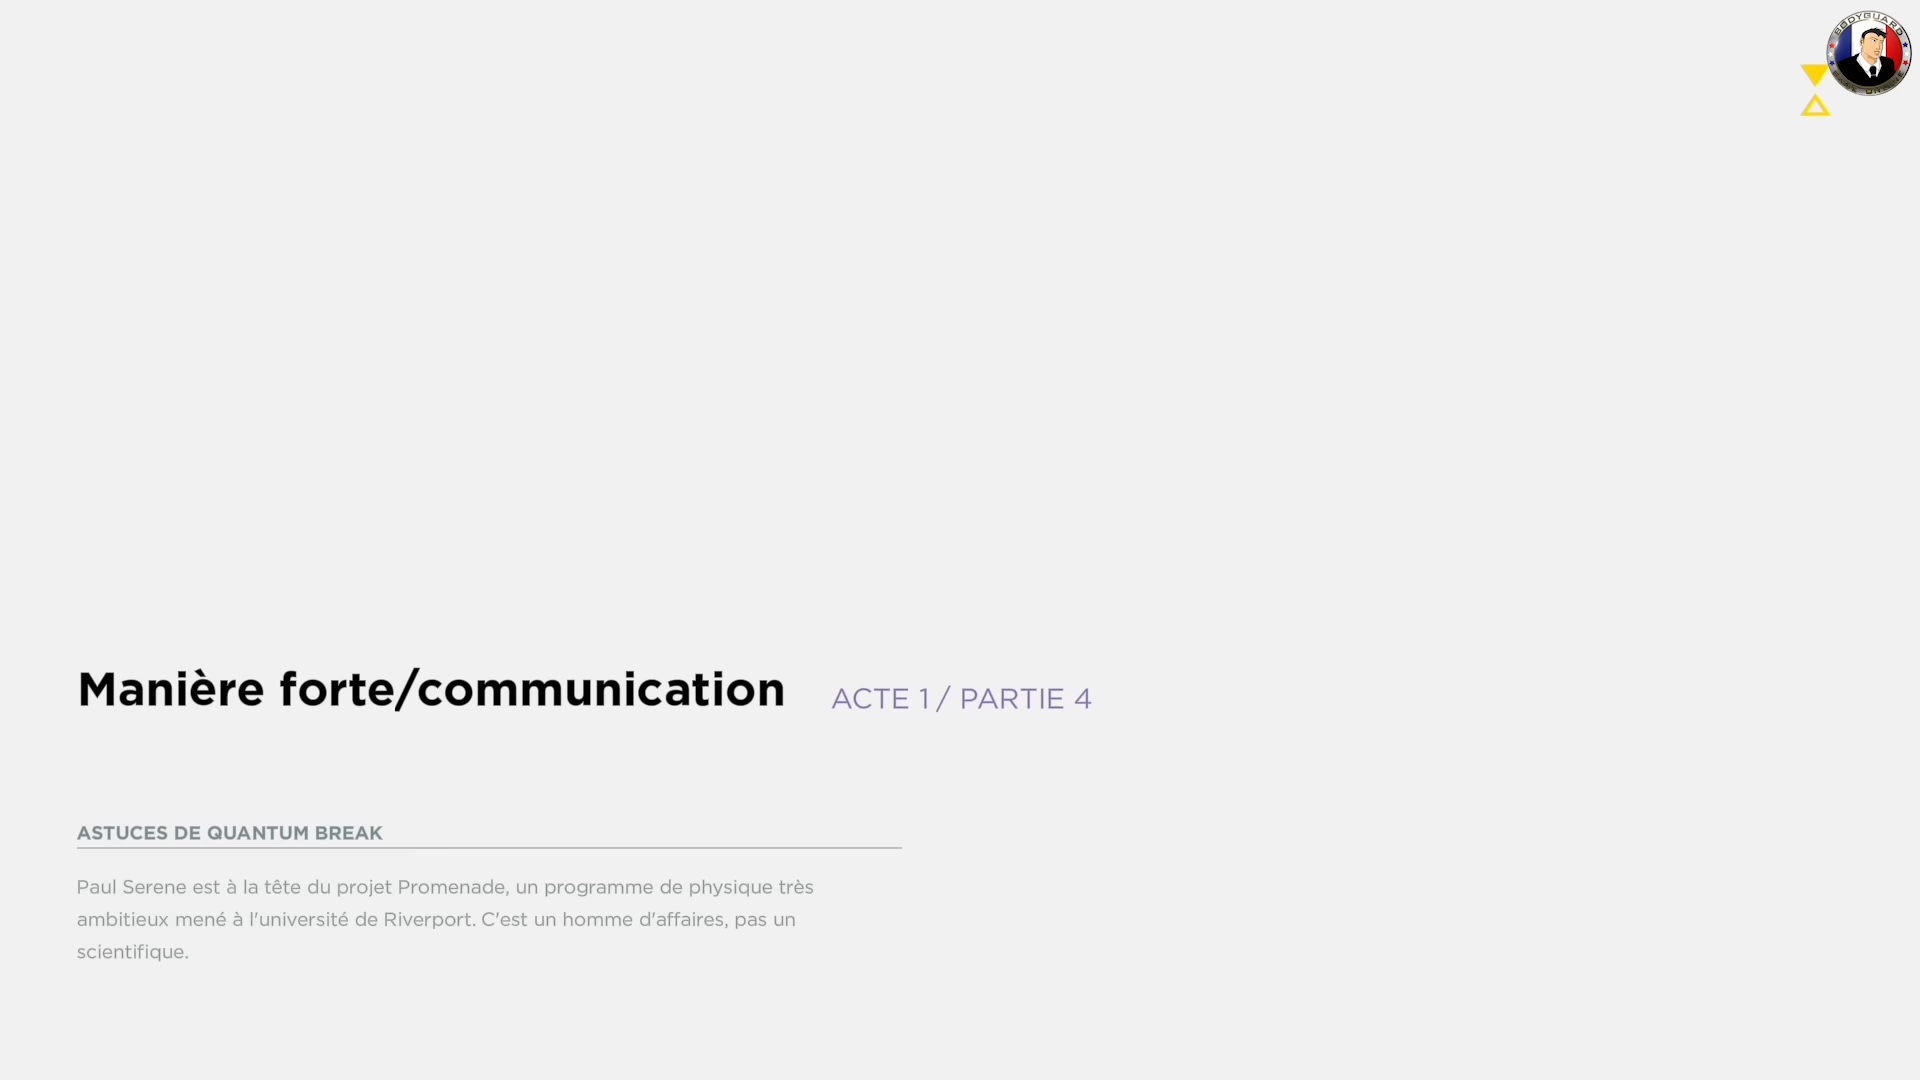 BODYGUARD
Manière forte/communication
ACTE 1 / PARTIE 4
ASTUCES DE QUANTUM BREAK
Paul Serene est à la tête du projet Promenade, un programme de physique très
ambitieux mené à l'université de Riverport. C'est un homme d'affaires, pas un
scientifique.